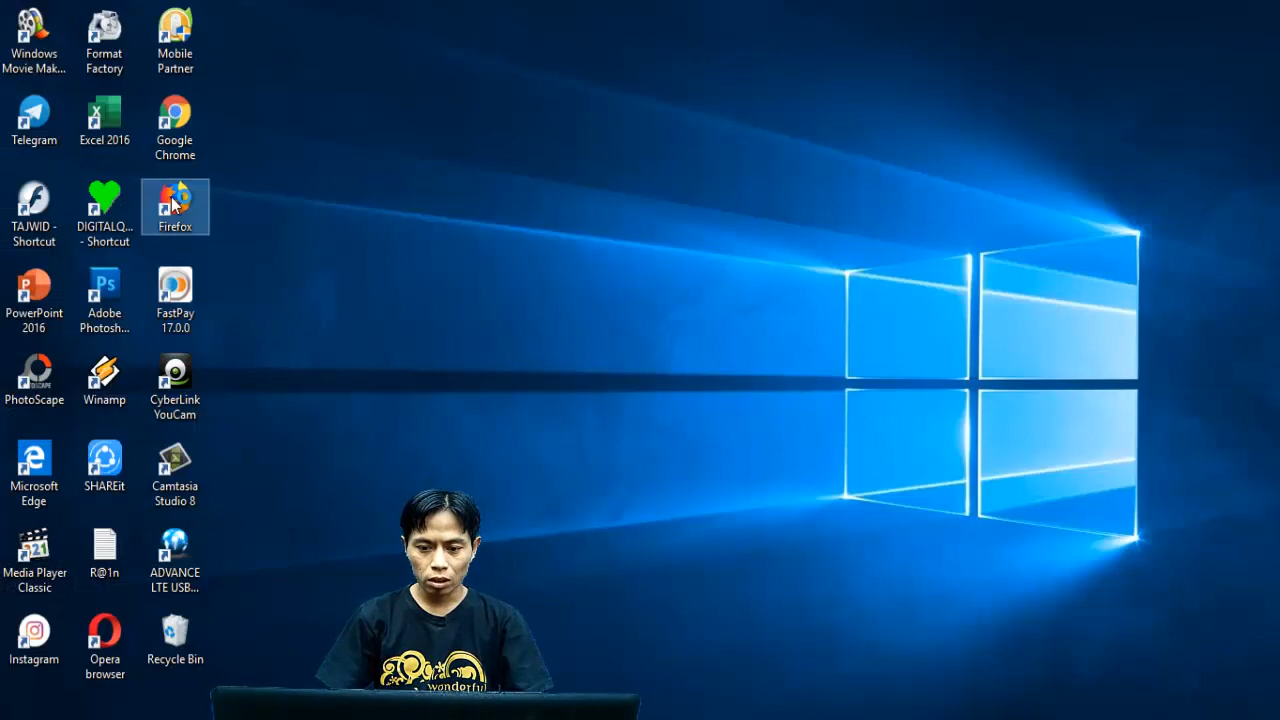 Windows
Movie Mak...
Format
Factory
Mobile
Partner
Telegram
Excel 2016
Google
Chrome
TAJWID -
Shortcut
DIGITALQ...
- Shortcut
Firefox
PowerPoint
2016
Adobe
Photosh...
FastPay
17.0.0
PhotoScape
Winamp
CyberLink
YouCam
Microsoft
Edge
SHAREit
Camtasia
Studio 8
Media Player
Classic
R@1n
ADVANCE
LTE USB...
Instagram
Opera
browser
Recycle Bin
wonderful